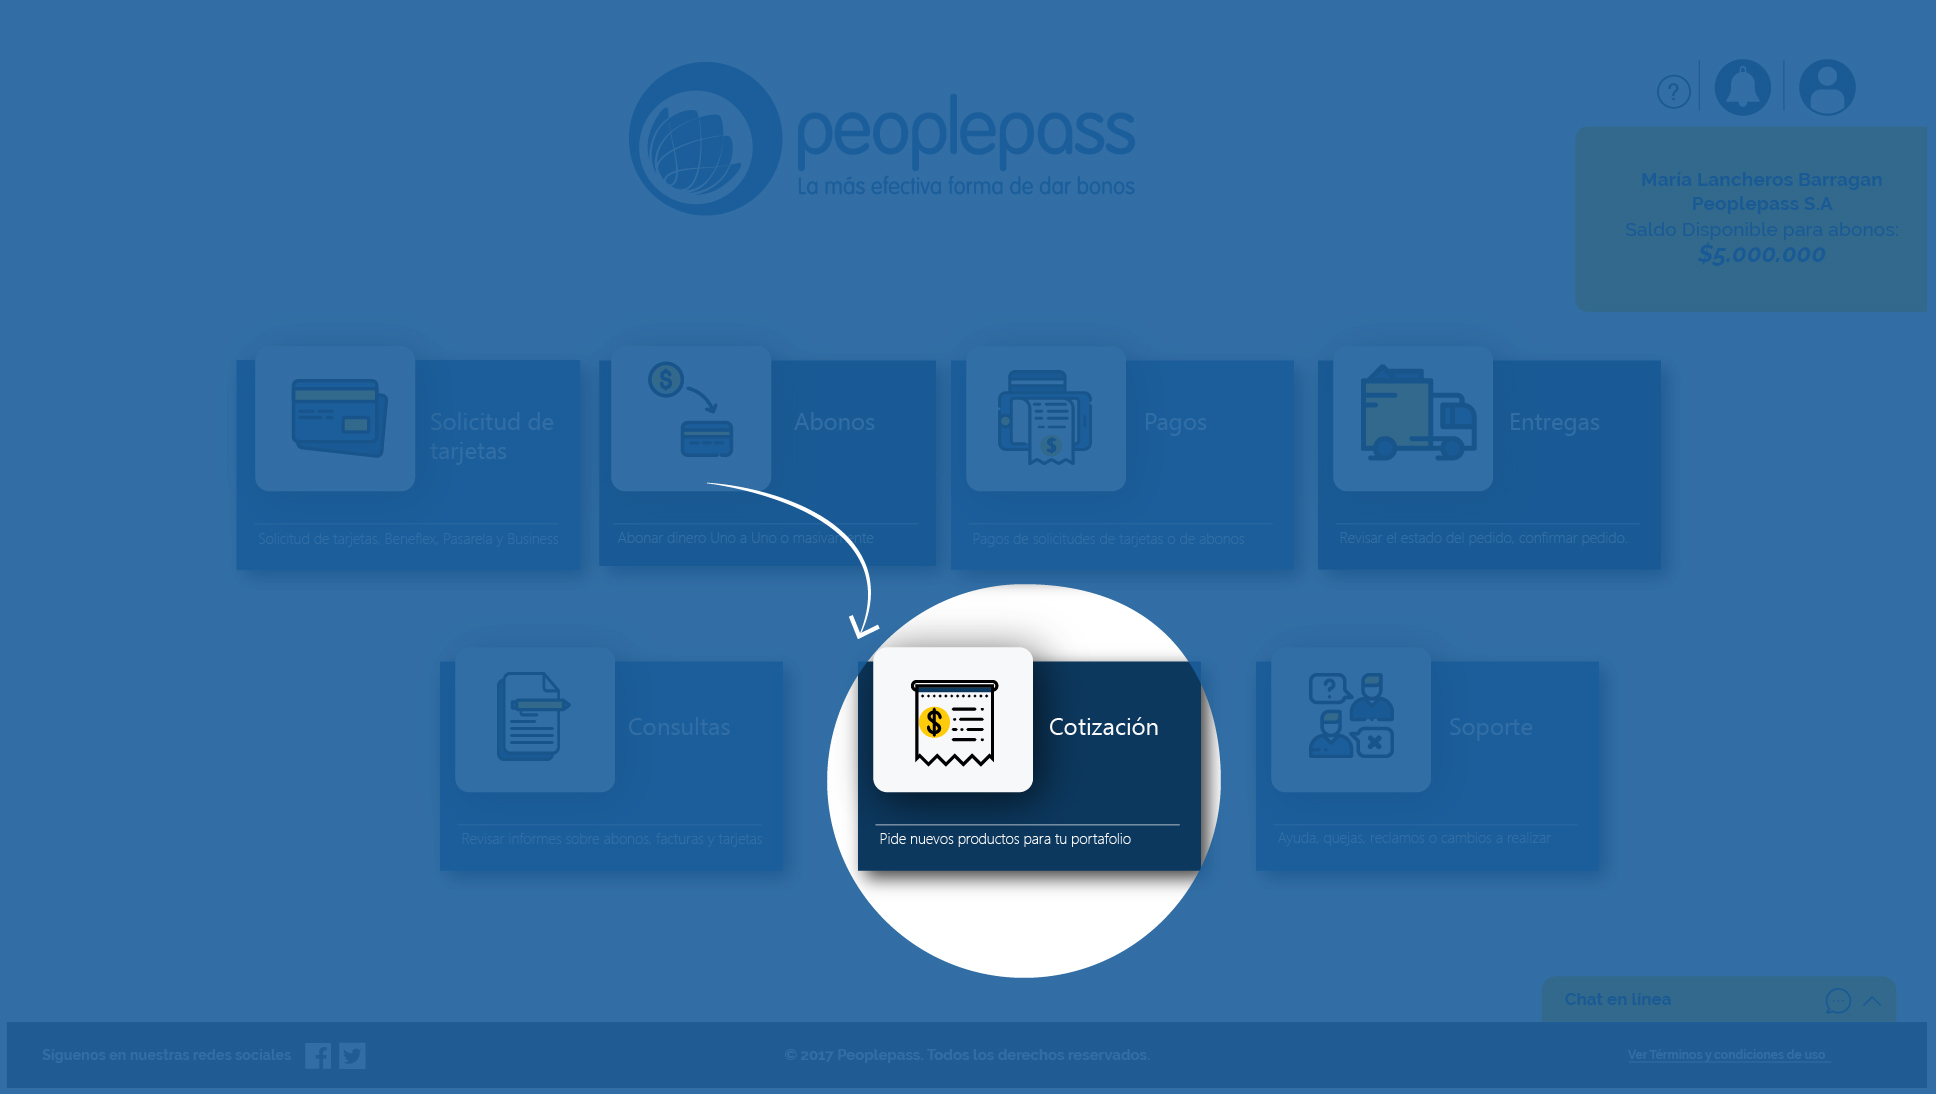 peoplepass
La más efectiva forma de dar bonos
María Lancheros Barragan
Peoplepass S.A
Saldo Disponible para abonos:
$5.000.000
Solicitud de
tarjetas
Solicitud de tarjetas: Beneflex, Pasarela y Business
Abonos
Abonar dinero Uno a Uno o masivamente
Pagos
Pagos de solicitudes de tarjetas o de abonos
Entregas
Revisar el estado del pedido, confirmar pedido.
Consultas
Revisar informes sobre abonos, facturas y tarjetas
Cotización
Pide nuevos productos para tu portafolio
Soporte
Ayuda, quejas, reclamos o cambios a realizar
Chat en línea
Síguenos en nuestras redes sociales
© 2017 Peoplepass. Todos los derechos reservados.
Ver Términos y condiciones de uso